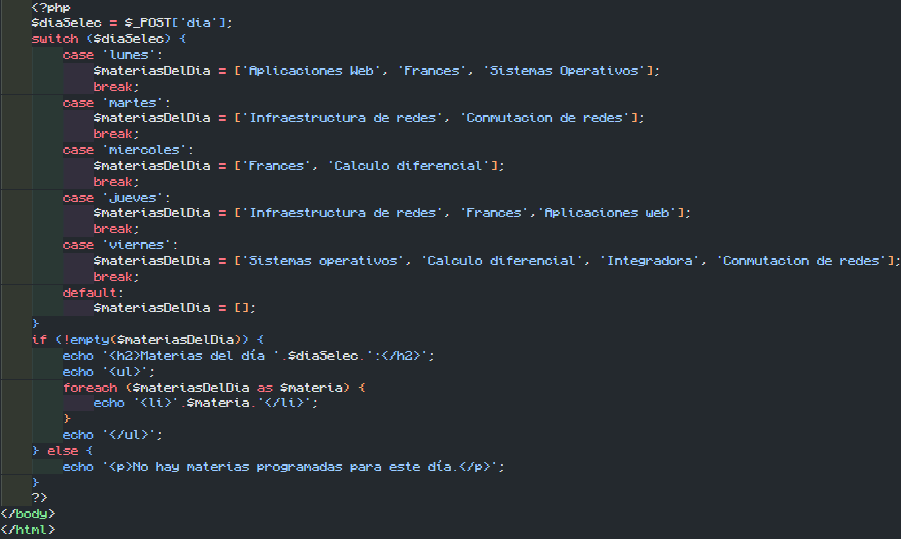 <?php
$diaSelec = $_POST['dia'];
switch ($diaSelec) {
case 'lunes':
$materiasDelDia = ['Aplicaciones Web', 'Frances', 'Sistemas Operativos'];
break;
case 'martes':
$materiasDelDia = ['Infraestructura de redes', 'Conmutacion de redes'];
break;
case 'miercoles':
$materiasDelDia = ['Frances', 'Calculo diferencial'];
break;
case 'jueves':
$materiasDelDia = ['Infraestructura de redes', 'Frances','Aplicaciones web'];
break;
case 'viernes':
$materiasDelDia = ['Sistemas operativos', 'Calculo diferencial', 'Integradora', 'Conmutacion de redes'];
break;
default:
$materiasDelDia = [];
}
if (!empty($materiasDelDia)) {
echo '<h2>Materias del día '.$diaSelec.':</h2>';
echo '<ul>';
foreach ($materiasDelDia as $materia) {
echo '<li>'.$materia.'</li>';
}
echo '</ul>';
} else {
echo '<p>No hay materias programadas para este día.</p>';
}
?>
</body>
</html>